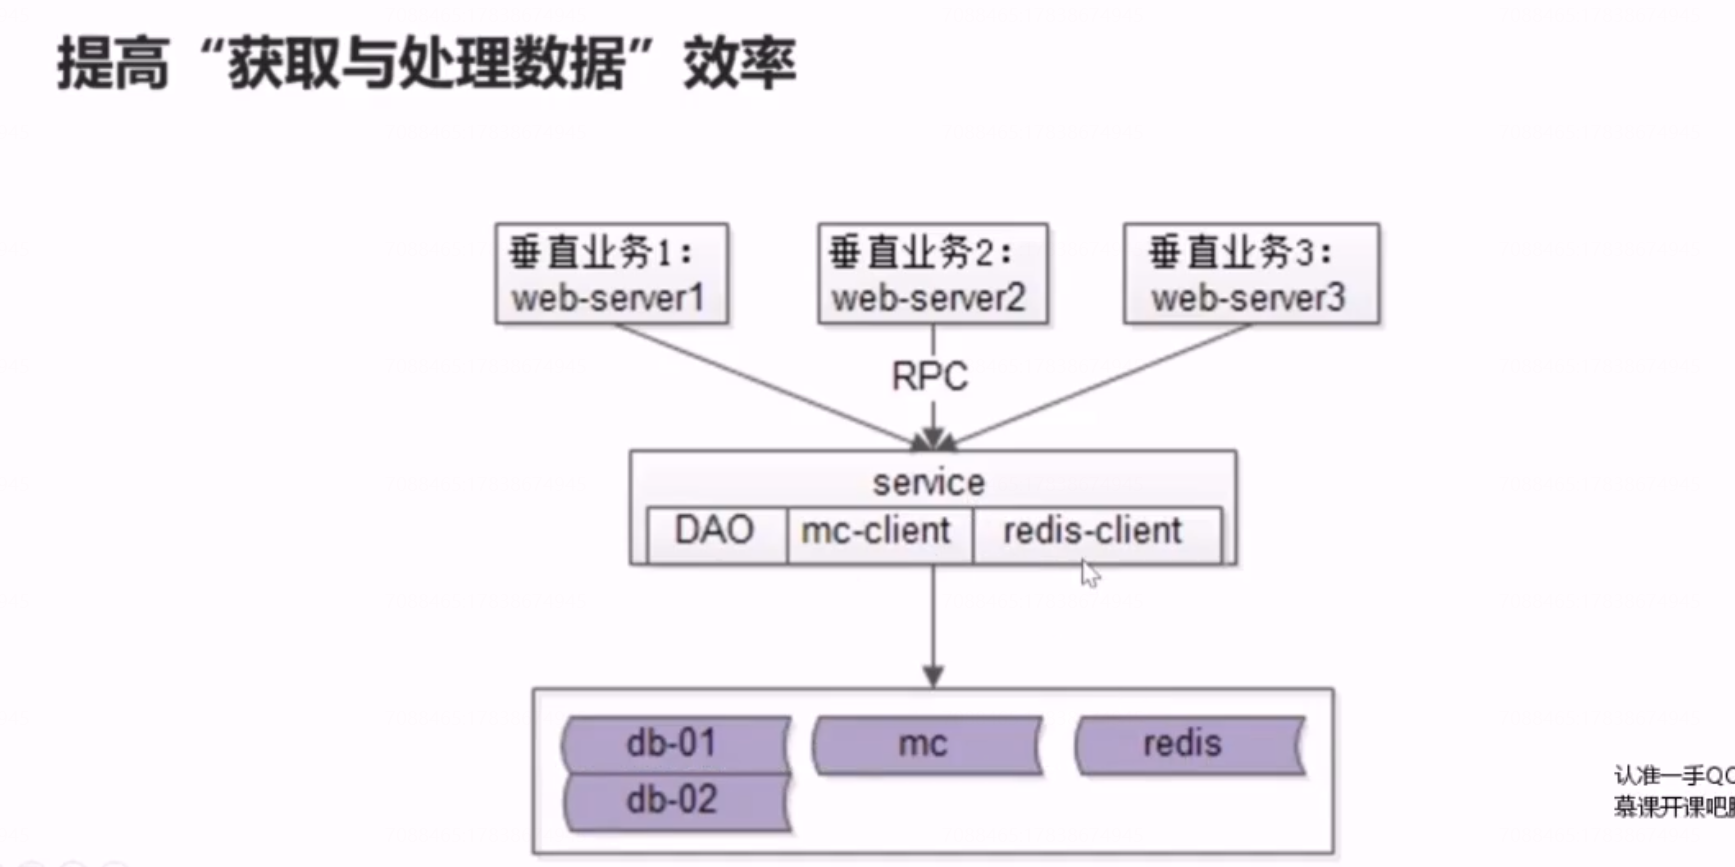 提高“获取与处理数据”效率
垂直业务1：
web-server1
垂直业务2：
web-server2
垂直业务3：
web-server3
RPC
service
DAO
mc-client
redis-client
db-01
mc
redis
db-02
认准一手QQ
慕课开课吧